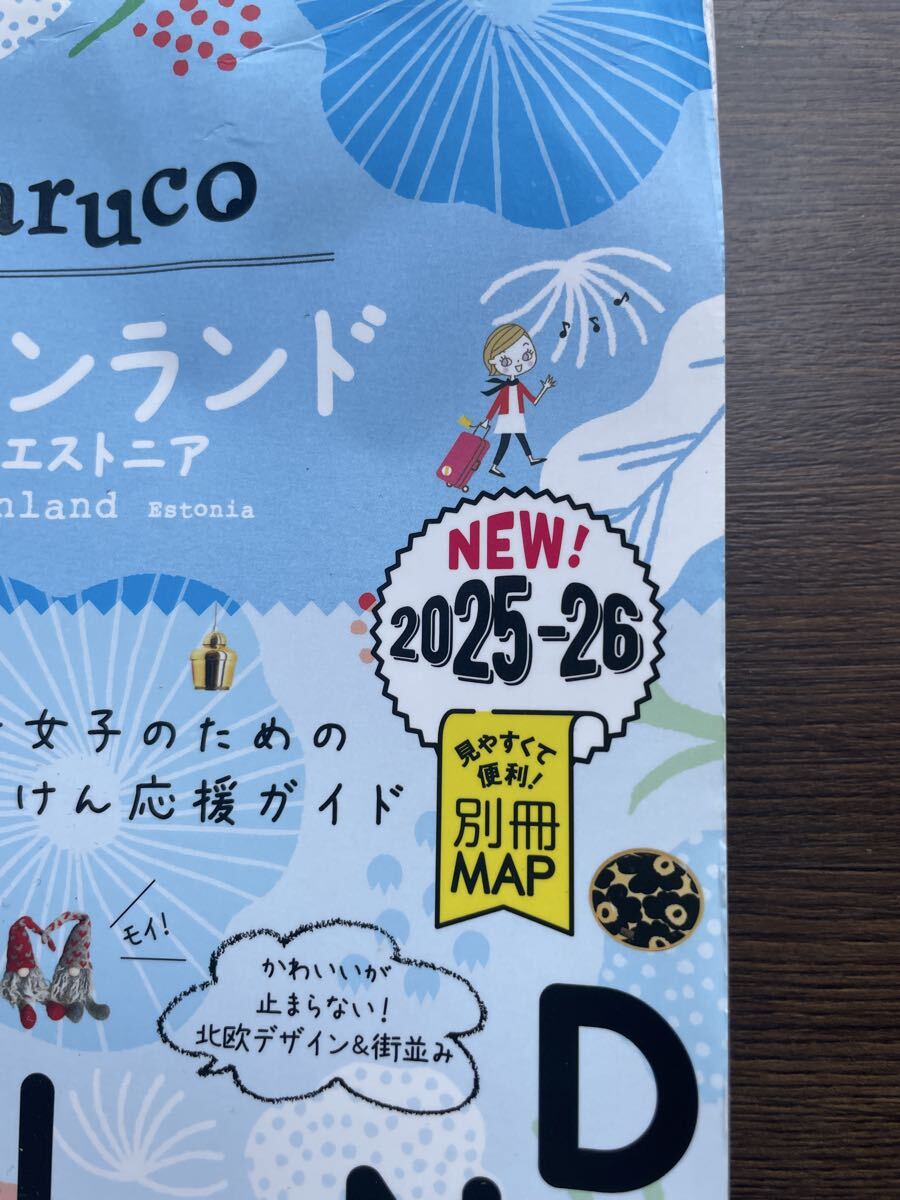 aruco
ンランド
エストニア
nland Estonia
NEW!
2025-26
女子のための
けん応援ガイド
見やすくて
便利!
別冊
MAP
モイ!
かわいいが
止まらない!
北欧デザイン&街並み
D
N